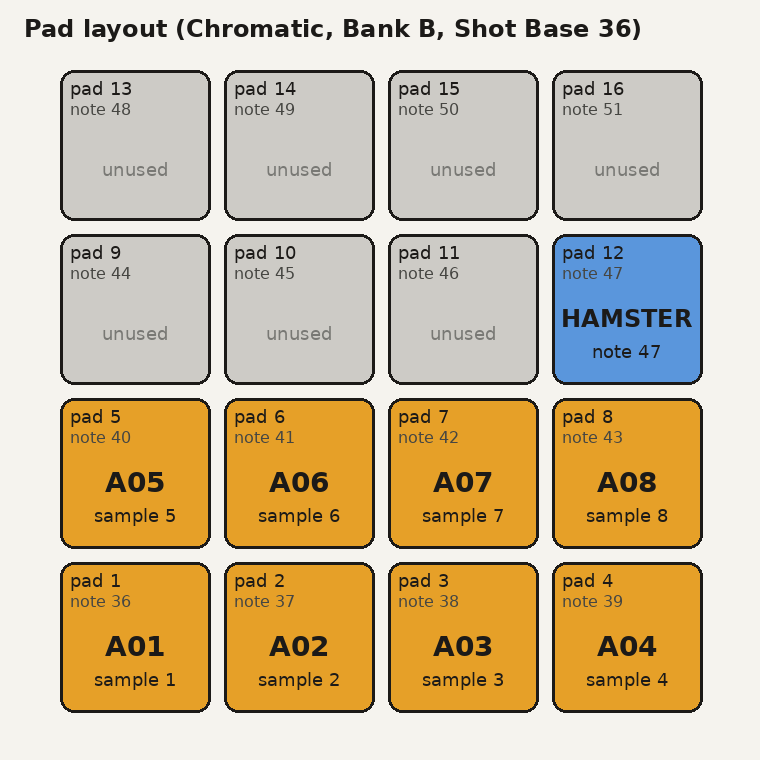 Pad layout (Chromatic, Bank B, Shot Base 36)
pad 13
note 48
unused
pad 14
note 49
unused
pad 15
note 50
unused
pad 16
note 51
unused
pad 9
note 44
unused
pad 10
note 45
unused
pad 11
note 46
unused
pad 12
note 47
HAMSTER
note 47
pad 5
note 40
A05
sample 5
pad 6
note 41
A06
sample 6
pad 7
note 42
A07
sample 7
pad 8
note 43
A08
sample 8
pad 1
note 36
A01
sample 1
pad 2
note 37
A02
sample 2
pad 3
note 38
A03
sample 3
pad 4
note 39
A04
sample 4